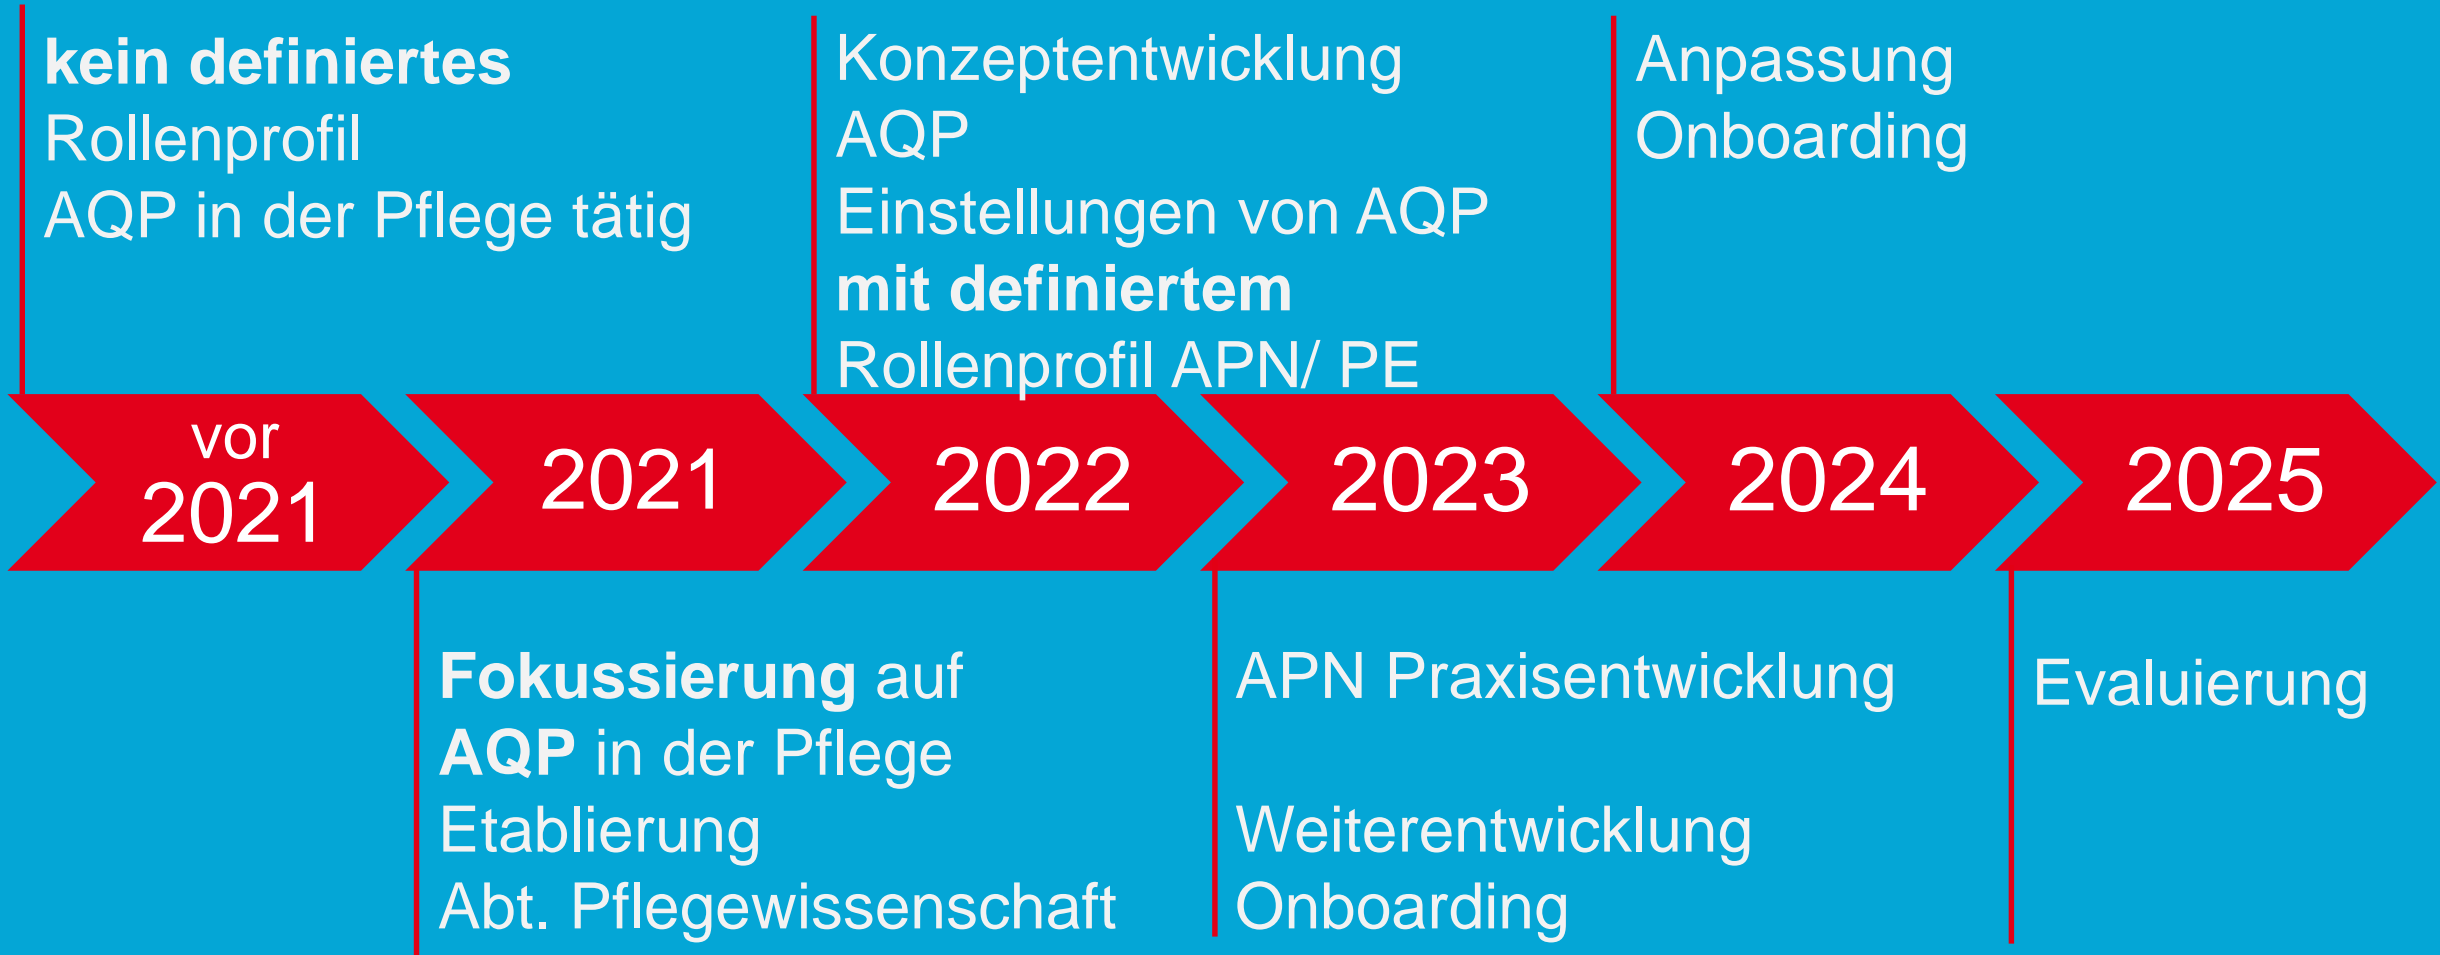 kein definiertes
Rollenprofil
AQP in der Pflege tätig
Konzeptentwicklung
AQP
Einstellungen von AQP
mit definiertem
Rollenprofil APN/ PE
Anpassung
Onboarding
vor
2021
2021
2022
2023
2024
2025
Fokussierung auf
AQP in der Pflege
Etablierung
Abt. Pflegewissenschaft
APN Praxisentwicklung
Weiterentwicklung
Onboarding
Evaluierung